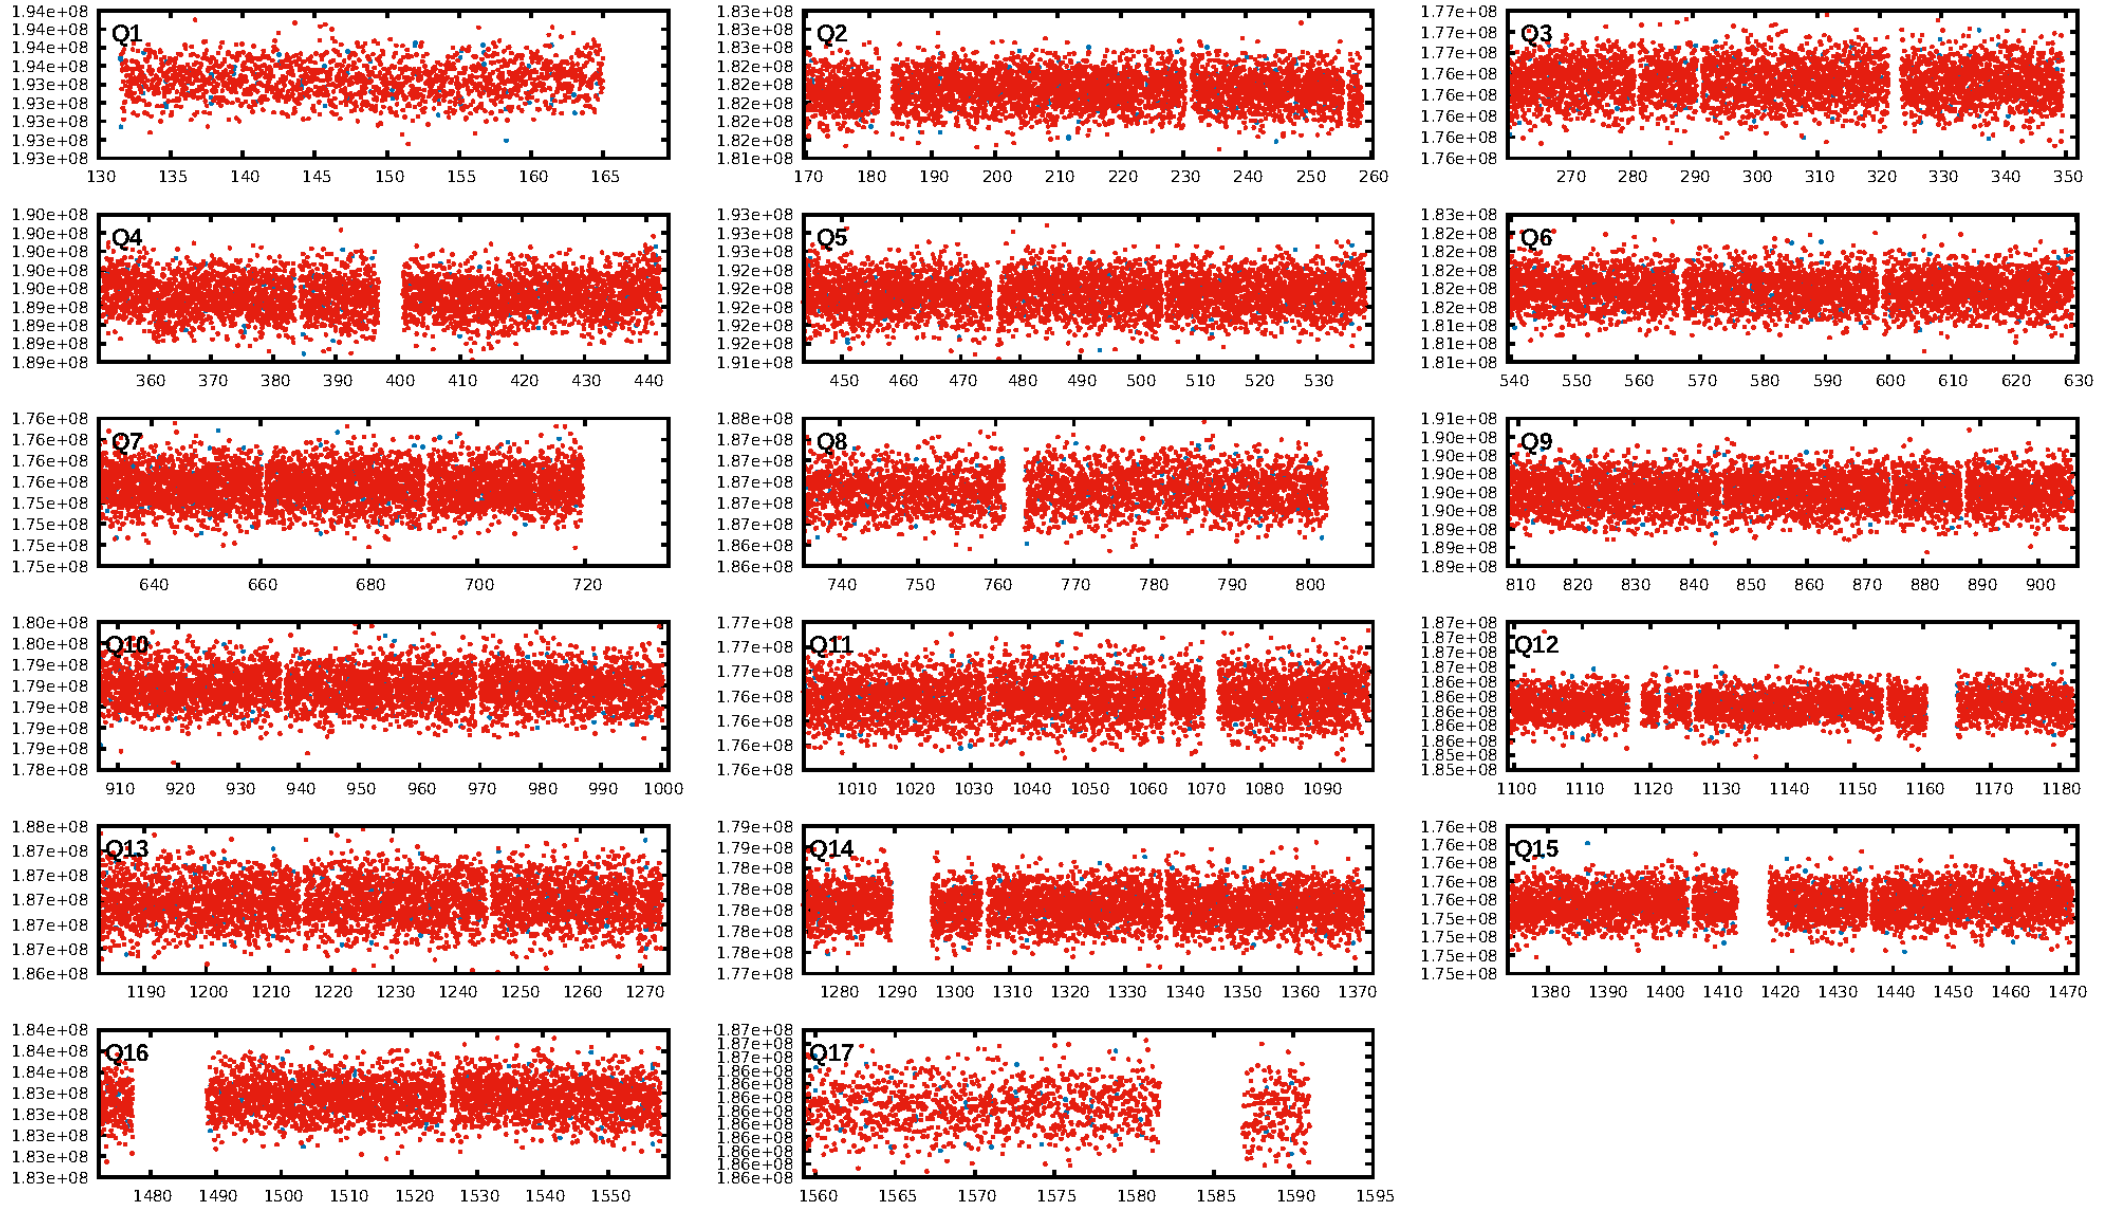 1.94e+08
1.94e+08
1.94e+08
1.94e+08
1.93e+08
1.93e+08
1.93e+08
1.93e+08
1.93e+08
Q1
130 135 140 145 150 155 160 165
1.83e+08
1.83e+08
1.83e+08
1.82e+08
1.82e+08
1.82e+08
1.82e+08
1.82e+08
1.81e+08
Q2
170 180 190 200 210 220 230 240 250 260
1.77e+08
1.77e+08
1.77e+08
1.76e+08
1.76e+08
1.76e+08
1.76e+08
1.76e+08
Q3
270 280 290 300 310 320 330 340 350
1.90e+08
1.90e+08
1.90e+08
1.90e+08
1.90e+08
1.89e+08
1.89e+08
1.89e+08
1.89e+08
Q4
360 370 380 390 400 410 420 430 440
1.93e+08
1.93e+08
1.92e+08
1.92e+08
1.92e+08
1.92e+08
1.92e+08
1.92e+08
1.91e+08
Q5
450 460 470 480 490 500 510 520 530
1.83e+08
1.82e+08
1.82e+08
1.82e+08
1.82e+08
1.82e+08
1.81e+08
1.81e+08
1.81e+08
Q6
540 550 560 570 580 590 600 610 620 630
1.76e+08
1.76e+08
1.76e+08
1.76e+08
1.75e+08
1.75e+08
1.75e+08
1.75e+08
Q7
640 660 680 700 720
1.88e+08
1.87e+08
1.87e+08
1.87e+08
1.87e+08
1.87e+08
1.86e+08
1.86e+08
Q8
740 750 760 770 780 790 800
1.91e+08
1.90e+08
1.90e+08
1.90e+08
1.90e+08
1.90e+08
1.89e+08
1.89e+08
1.89e+08
Q9
810 820 830 840 850 860 870 880 890 900
1.80e+08
1.80e+08
1.79e+08
1.79e+08
1.79e+08
1.79e+08
1.79e+08
1.78e+08
Q10
910 920 930 940 950 960 970 980 990 1000
1.77e+08
1.77e+08
1.77e+08
1.76e+08
1.76e+08
1.76e+08
1.76e+08
Q11
1010 1020 1030 1040 1050 1060 1070 1080 1090
1.87e+08
1.87e+08
1.87e+08
1.87e+08
1.86e+08
1.86e+08
1.86e+08
1.86e+08
1.86e+08
1.85e+08
1.85e+08
Q12
1100 1110 1120 1130 1140 1150 1160 1170 1180
1.88e+08
1.87e+08
1.87e+08
1.87e+08
1.87e+08
1.87e+08
1.86e+08
Q13
1190 1200 1210 1220 1230 1240 1250 1260 1270
1.79e+08
1.79e+08
1.78e+08
1.78e+08
1.78e+08
1.78e+08
1.78e+08
1.77e+08
Q14
1280 1290 1300 1310 1320 1330 1340 1350 1360 1370
1.76e+08
1.76e+08
1.76e+08
1.76e+08
1.76e+08
1.75e+08
1.75e+08
1.75e+08
1.75e+08
Q15
1380 1390 1400 1410 1420 1430 1440 1450 1460 1470
1.84e+08
1.84e+08
1.84e+08
1.83e+08
1.83e+08
1.83e+08
1.83e+08
1.83e+08
Q16
1480 1490 1500 1510 1520 1530 1540 1550
1.87e+08
1.87e+08
1.87e+08
1.86e+08
1.86e+08
1.86e+08
1.86e+08
1.86e+08
1.86e+08
1.86e+08
1.86e+08
1.86e+08
Q17
1560 1565 1570 1575 1580 1585 1590 1595